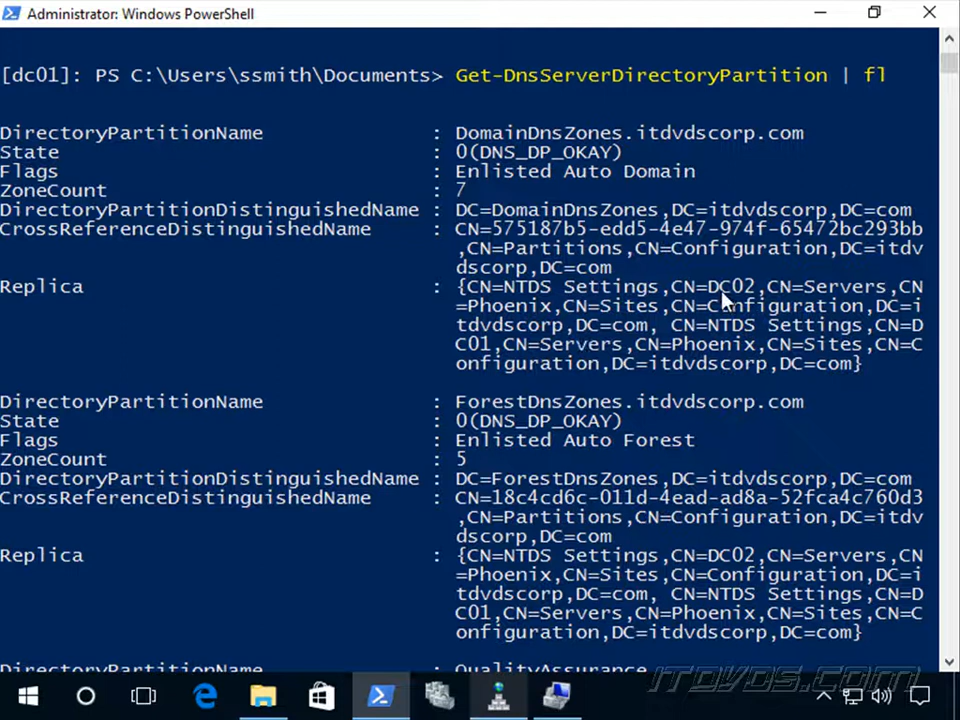 Administrator: Windows PowerShell
[dc01]: PS C:\Users\ssmith\Documents> Get-DnsServerDirectoryPartition | fl
DirectoryPartitionName : DomainDnsZones.itdvdscorp.com
State : 0(DNS_DP_OKAY)
Flags : Enlisted Auto Domain
ZoneCount : 7
DirectoryPartitionDistinguishedName : DC=DomainDnsZones,DC=itdvdscorp,DC=com
CrossReferenceDistinguishedName : CN=575187b5-edd5-4e47-974f-65472bc293bb
,CN=Partitions,CN=Configuration,DC=itdv
dscorp,DC=com
Replica : {CN=NTDS Settings,CN=DC02,CN=Servers,CN
=Phoenix,CN=Sites,CN=Configuration,DC=i
tdvdscorp,DC=com, CN=NTDS Settings,CN=D
C01,CN=Servers,CN=Phoenix,CN=Sites,CN=C
onfiguration,DC=itdvdscorp,DC=com}
DirectoryPartitionName : ForestDnsZones.itdvdscorp.com
State : 0(DNS_DP_OKAY)
Flags : Enlisted Auto Forest
ZoneCount : 5
DirectoryPartitionDistinguishedName : DC=ForestDnsZones,DC=itdvdscorp,DC=com
CrossReferenceDistinguishedName : CN=18c4cd6c-011d-4ead-ad8a-52fca4c760d3
,CN=Partitions,CN=Configuration,DC=itdv
dscorp,DC=com
Replica : {CN=NTDS Settings,CN=DC02,CN=Servers,CN
=Phoenix,CN=Sites,CN=Configuration,DC=i
tdvdscorp,DC=com, CN=NTDS Settings,CN=D
C01,CN=Servers,CN=Phoenix,CN=Sites,CN=C
onfiguration,DC=itdvdscorp,DC=com}
DirectoryPartitionName : QualityAssurance
ITDVDS.COM